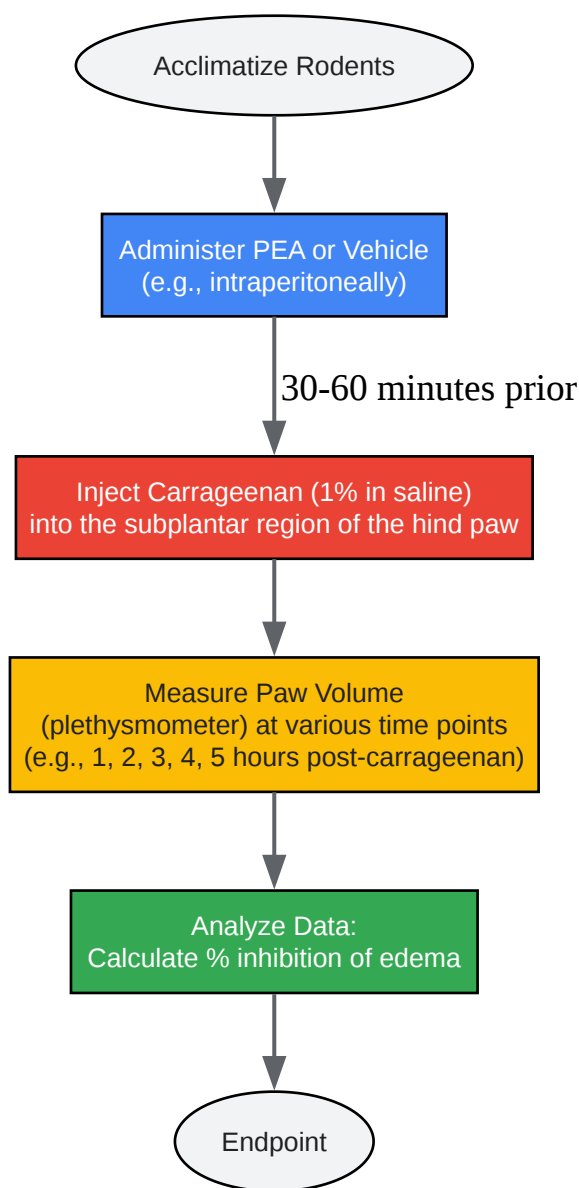 Acclimatize Rodents
Administer PEA or Vehicle
(e.g., intraperitoneally)
30-60 minutes prior
Inject Carrageenan (1% in saline)
into the subplantar region of the hind paw
Measure Paw Volume
(plethysmometer) at various time points
(e.g., 1, 2, 3, 4, 5 hours post-carrageenan)
Analyze Data:
Calculate % inhibition of edema
Endpoint